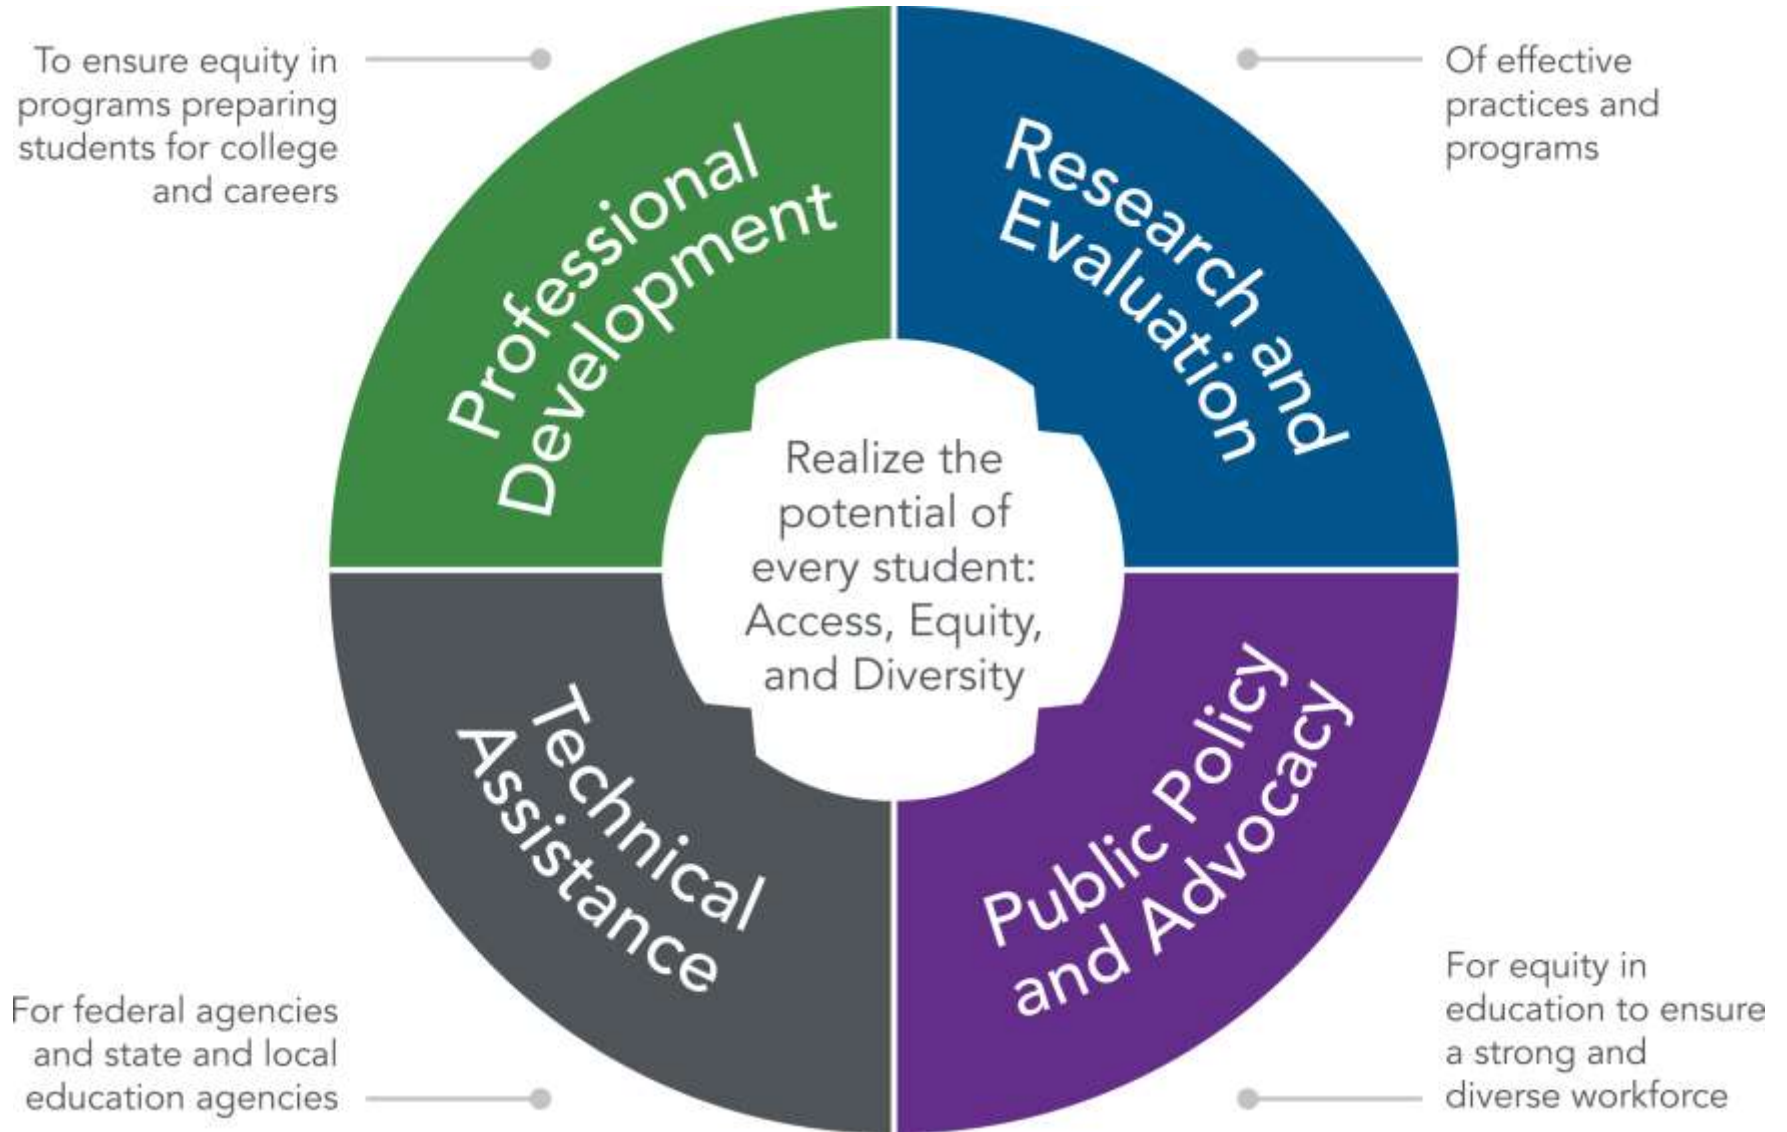 To ensure equity in
programs preparing
students for college
and careers
Professional
Development
Research and
Evaluation
Of effective
practices and
programs
Realize the
potential of
every student:
Access, Equity,
and Diversity
Technical
Assistance
For federal agencies
and state and local
education agencies
Public Policy
and Advocacy
For equity in
education to ensure
a strong and
diverse workforce